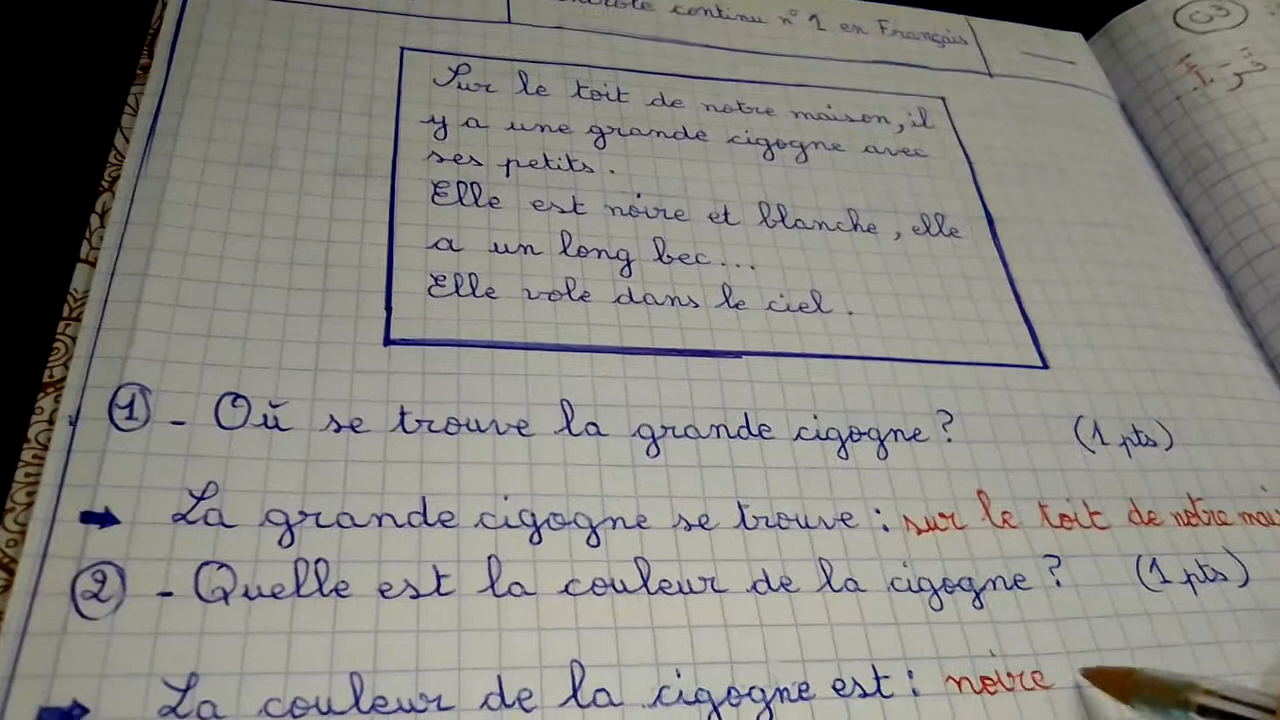 continu n° 1 en Français
Sur le toit de notre maison, il
y a une grande cigogne avec
ses petits.
Elle est noire et blanche, elle
a un long bec...
Elle vole dans le ciel.
1 - Où se trouve la grande cigogne ? (1 pts)
La grande cigogne se trouve : sur le toit de notre mai
2 - Quelle est la couleur de la cigogne ? (1 pts)
La couleur de la cigogne est : noire